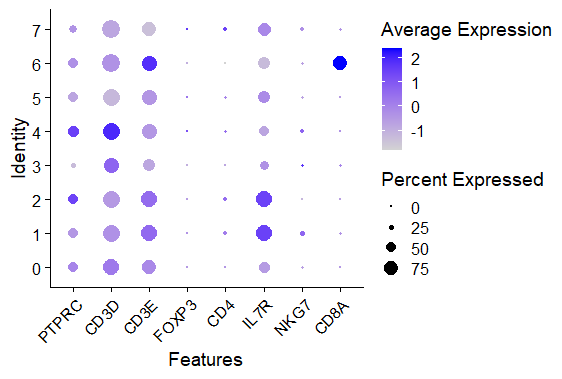 7
6
5
4
3
2
1
0
Identity
PTPRC
CD3D
CD3E
FOXP3
CD4
IL7R
NKG7
CD8A
Features
Average Expression
2
1
0
-1
Percent Expressed
0
25
50
75